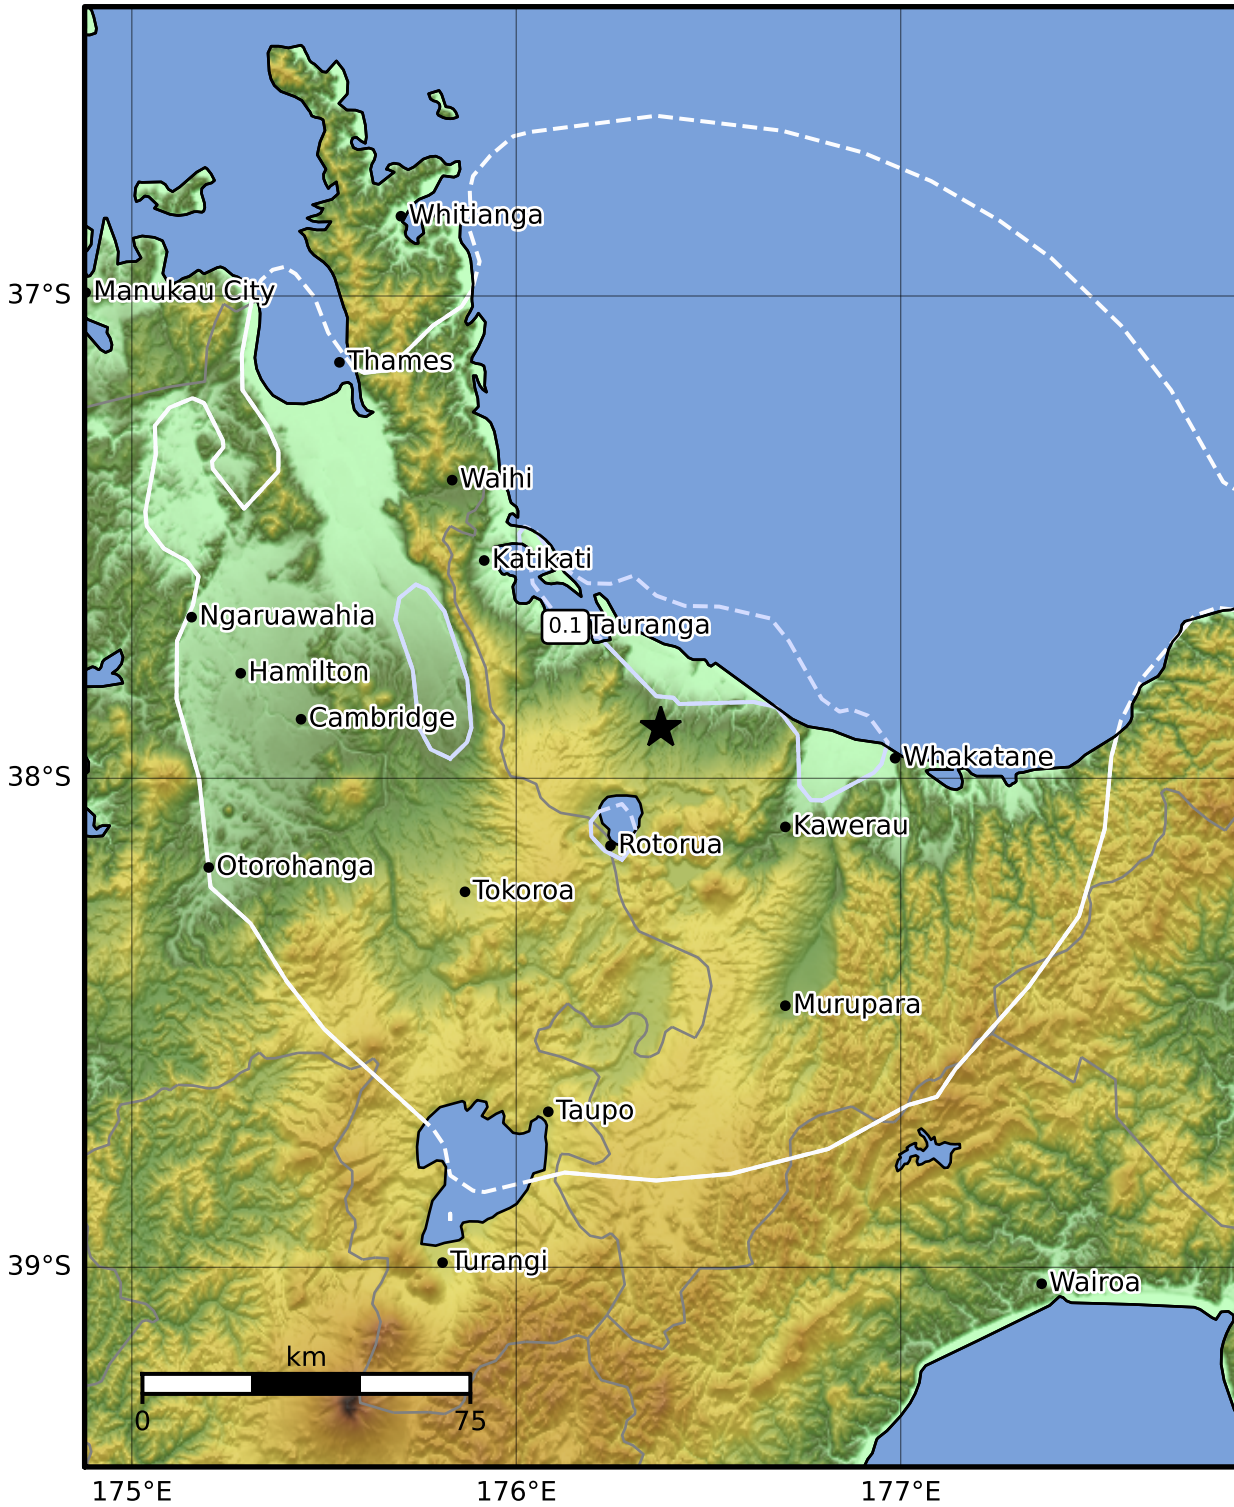 Whitianga
Manukau City
37°S
Thames
Waihi
Katikati
Ngaruawahia
0.1
Tauranga
Hamilton
Cambridge
Whakatane
38°S
Kawerau
Rotorua
Otorohanga
Tokoroa
Murupara
Taupo
Turangi
39°S
Wairoa
km
0
75
175°E
176°E
177°E